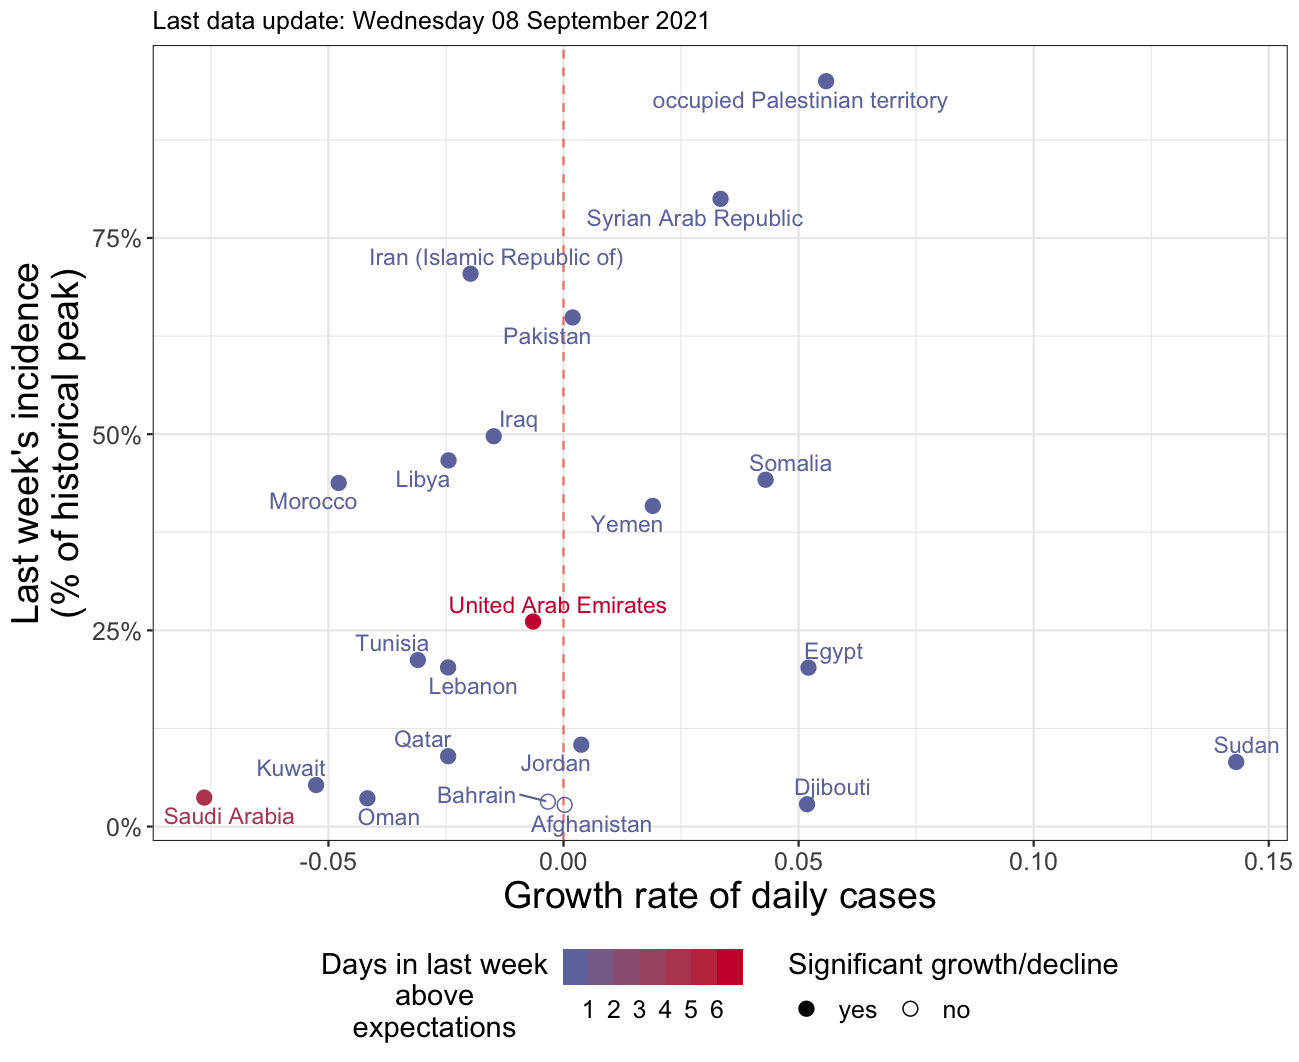 Last data update: Wednesday 08 September 2021
occupied Palestinian territory
Syrian Arab Republic
75%
Iran (Islamic Republic of)
Pakistan
Iraq
50%
Somalia
Libya
Morocco
Yemen
Last week's incidence
(% of historical peak)
United Arab Emirates
25%
Tunisia
Egypt
Lebanon
Qatar
Sudan
Jordan
Kuwait
Djibouti
Bahrain
Saudi Arabia
Oman
Afghanistan
0%
-0.05 0.00 0.05 0.10 0.15
Growth rate of daily cases
Days in last week
above
expectations
1 2 3 4 5 6
Significant growth/decline
yes no